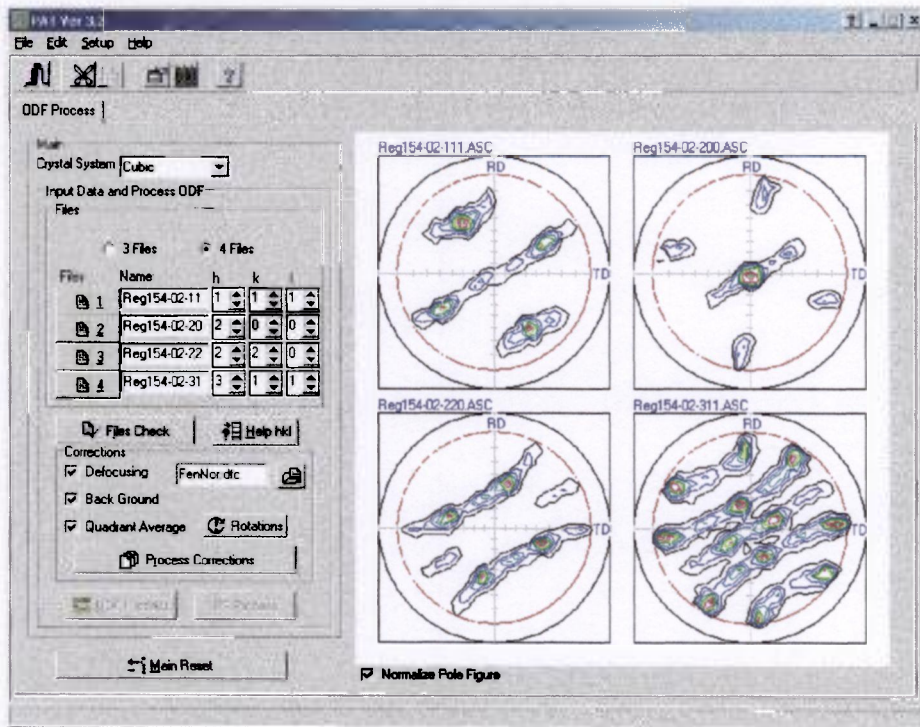 PAT Ver 3.2
File Edit Setup Help
ODF Process
Main
Crystal System Cubic
Input Data and Process ODF
Files
3 Files 4 Files
Files Name h k l
1 Reg154-02-11 1 1 1
2 Reg154-02-20 2 0 0
3 Reg154-02-22 2 2 0
4 Reg154-02-31 3 1 1
Files Check Help hkl
Corrections
Defocusing FenNor.dfc
Back Ground
Quadrant Average Rotations
Process Corrections
Main Reset
Reg154-02-111.ASC
RD
TD
Reg154-02-200.ASC
RD
TD
Reg154-02-220.ASC
RD
TD
Reg154-02-311.ASC
RD
TD
Normalize Pole Figure